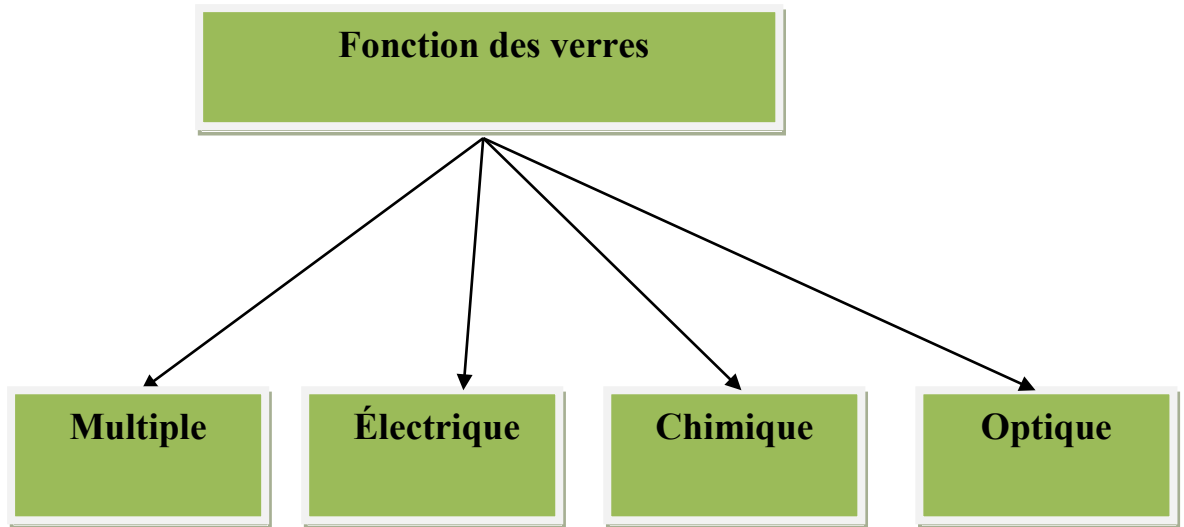 Fonction des verres
Multiple
Électrique
Chimique
Optique